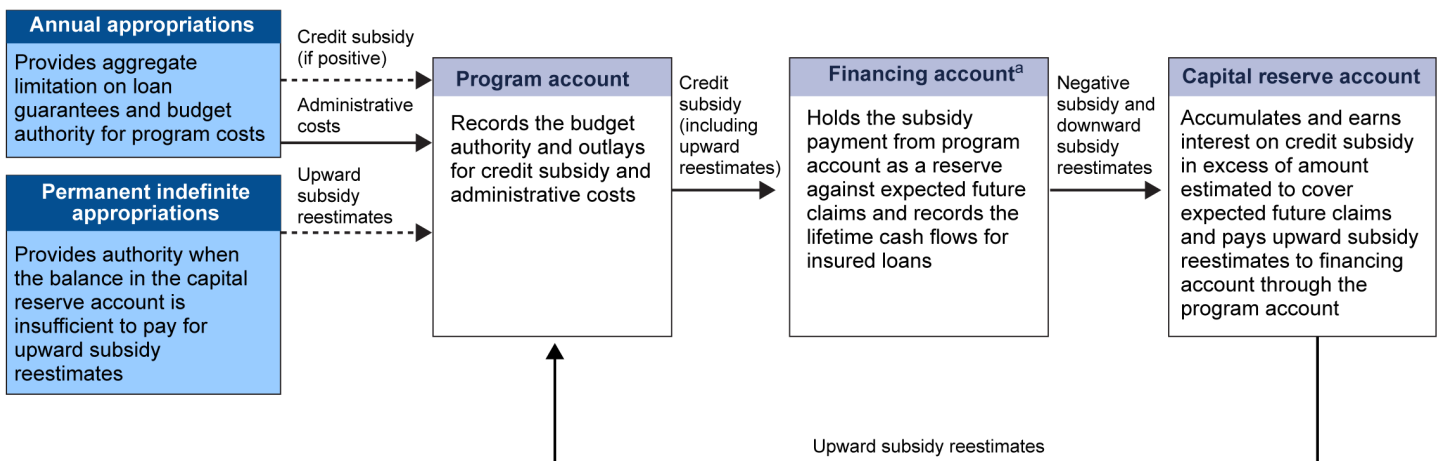 Annual appropriations
Provides aggregate
limitation on loan
guarantees and budget
authority for program costs
Permanent indefinite
appropriations
Provides authority when
the balance in the capital
reserve account is
insufficient to pay for
upward subsidy
reestimates
Credit subsidy
(if positive)
Administrative
costs
Upward
subsidy
reestimates
Program account
Records the budget
authority and outlays
for credit subsidy and
administrative costs
Credit
subsidy
(including
upward
reestimates)
Financing accountᵃ
Holds the subsidy
payment from program
account as a reserve
against expected future
claims and records the
lifetime cash flows for
insured loans
Negative
subsidy and
downward
subsidy
reestimates
Capital reserve account
Accumulates and earns
interest on credit subsidy
in excess of amount
estimated to cover
expected future claims
and pays upward subsidy
reestimates to financing
account through the
program account
Upward subsidy reestimates